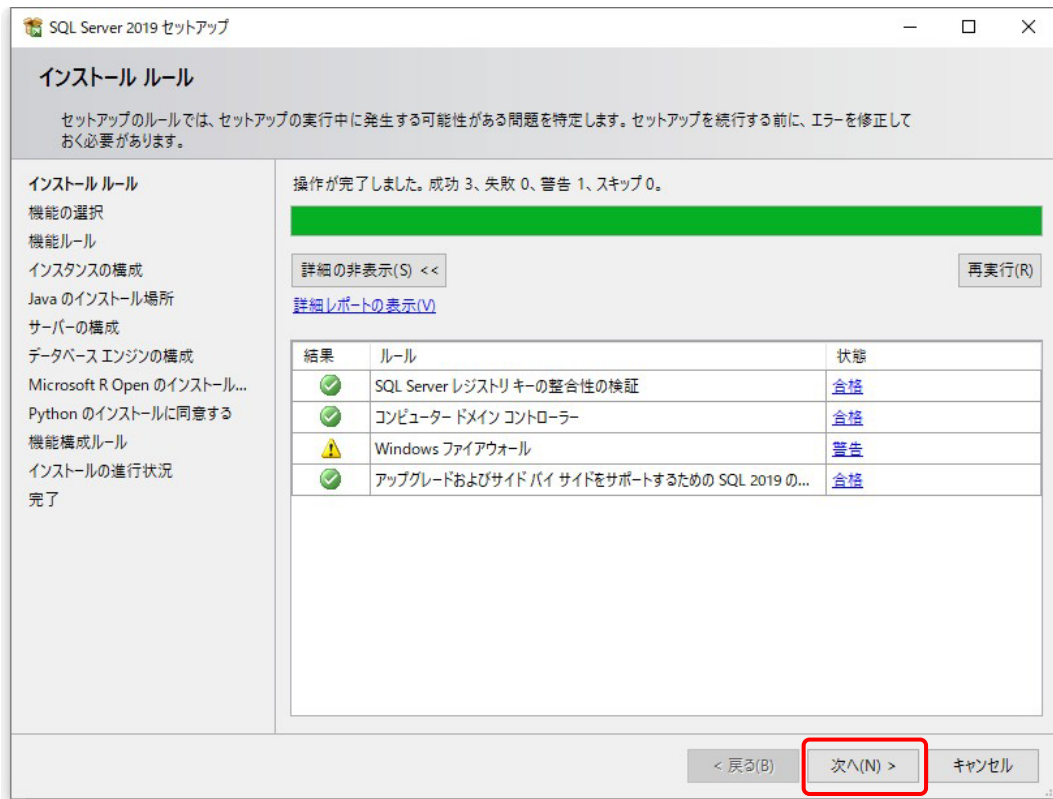 SQL Server 2019 セットアップ
インストール ルール
セットアップのルールでは、セットアップの実行中に発生する可能性がある問題を特定します。セットアップを続行する前に、エラーを修正して
おく必要があります。
インストール ルール
機能の選択
機能ルール
インスタンスの構成
Java のインストール場所
サーバーの構成
データベース エンジンの構成
Microsoft R Open のインストール...
Python のインストールに同意する
機能構成ルール
インストールの進行状況
完了
操作が完了しました。成功 3、失敗 0、警告 1、スキップ 0。
詳細の非表示(S) <<
再実行(R)
詳細レポートの表示(V)
結果 ルール 状態
SQL Server レジストリ キーの整合性の検証 合格
コンピューター ドメイン コントローラー 合格
Windows ファイアウォール 警告
アップグレードおよびサイド バイ サイドをサポートするための SQL 2019 の... 合格
< 戻る(B) 次へ(N) > キャンセル